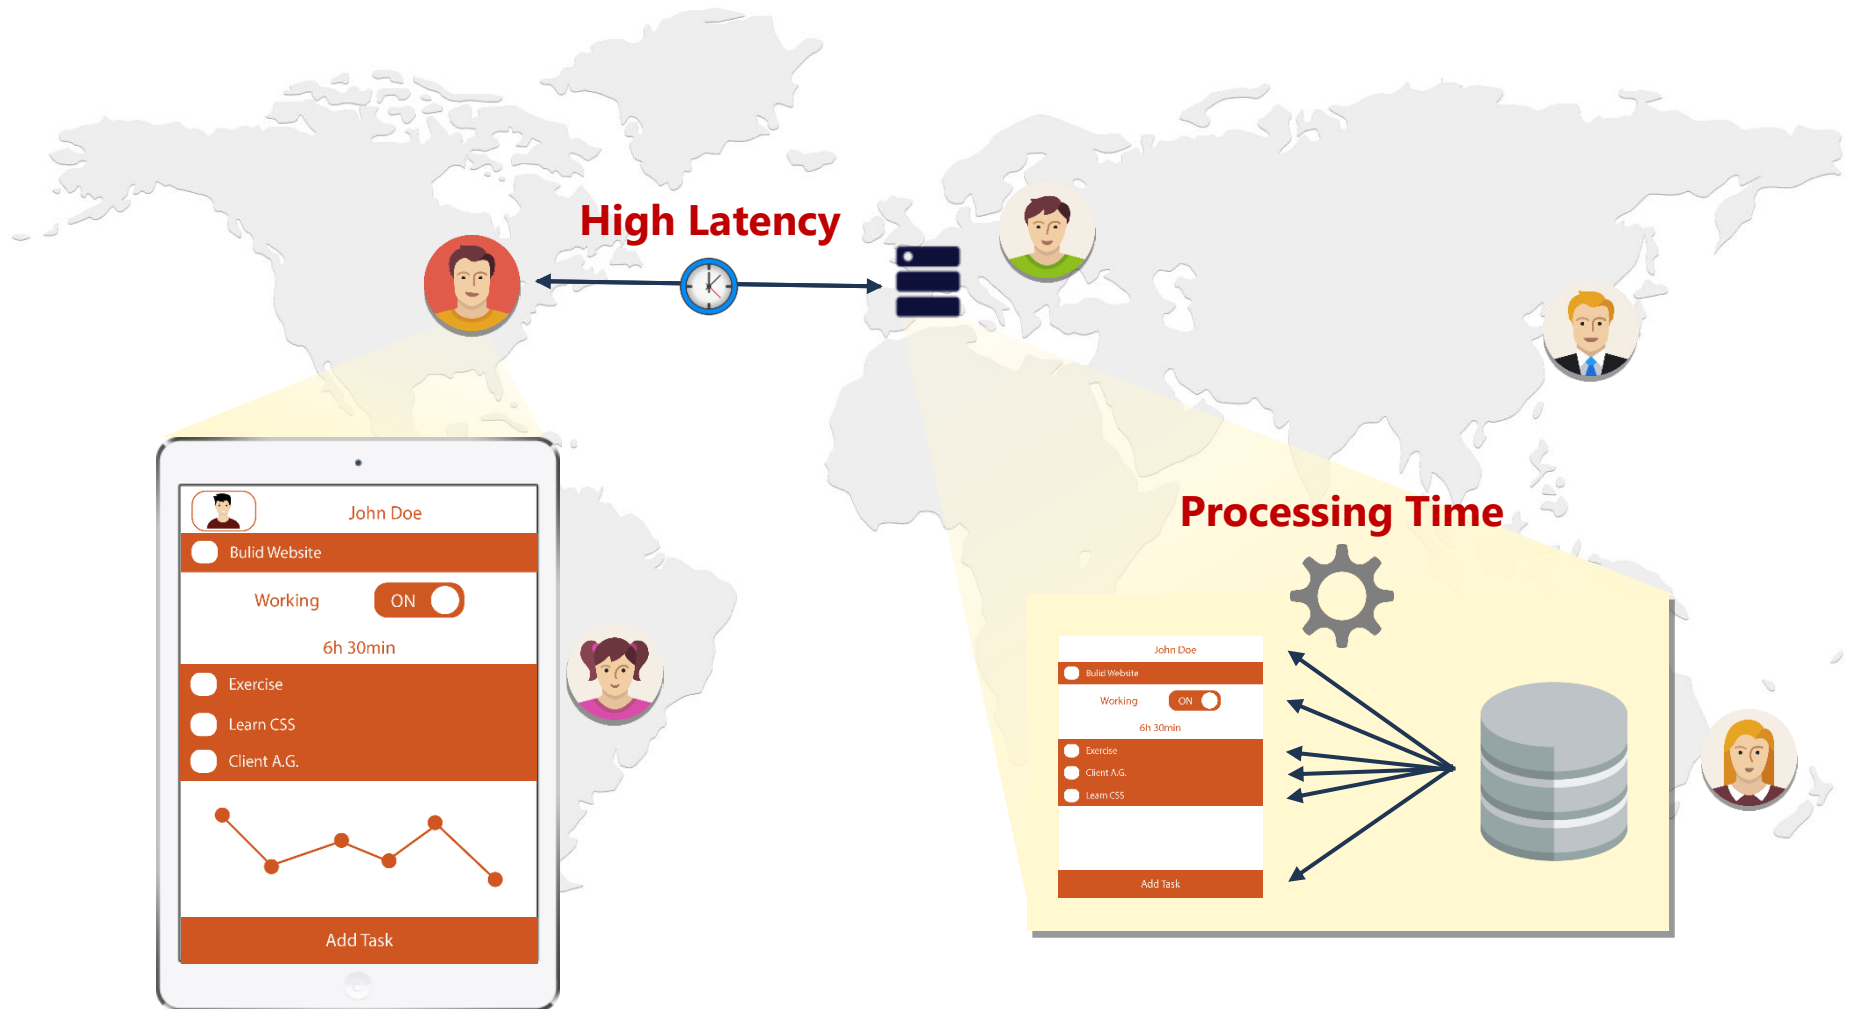 High Latency
John Doe
Bulid Website
Working
ON
6h 30min
Exercise
Learn CSS
Client A.G.
Add Task
Processing Time
John Doe
Bulid Website
Working
ON
6h 30min
Exercise
Client A.G.
Learn CSS
Add Task